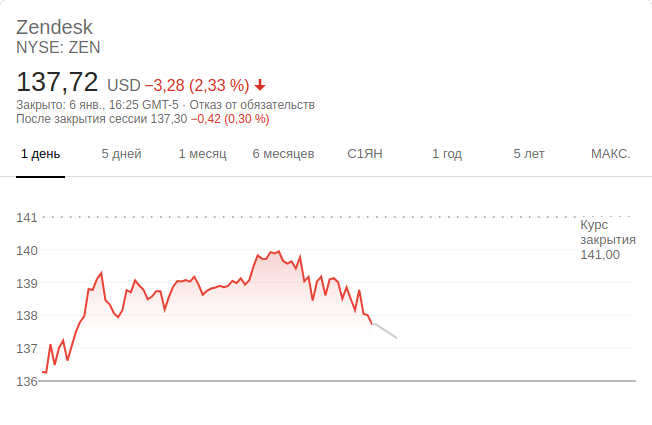 Zendesk
NYSE: ZEN
137,72 USD −3,28 (2,33 %)
Закрыто: 6 янв., 16:25 GMT-5 · Отказ от обязательств
После закрытия сессии 137,30 −0,42 (0,30 %)
1 день 5 дней 1 месяц 6 месяцев С1ЯН 1 год 5 лет МАКС.
141
Курс
закрытия
141,00
140
139
138
137
136